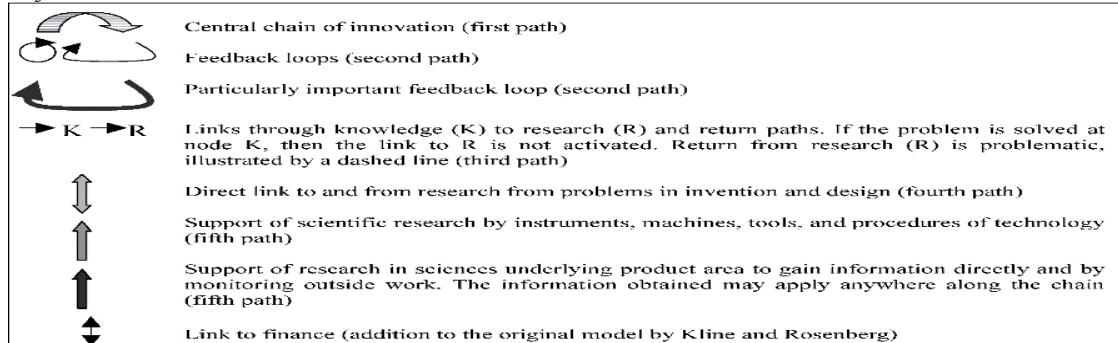 Central chain of innovation (first path)
Feedback loops (second path)
Particularly important feedback loop (second path)
K R Links through knowledge (K) to research (R) and return paths. If the problem is solved at
node K, then the link to R is not activated. Return from research (R) is problematic,
illustrated by a dashed line (third path)
Direct link to and from research from problems in invention and design (fourth path)
Support of scientific research by instruments, machines, tools, and procedures of technology
(fifth path)
Support of research in sciences underlying product area to gain information directly and by
monitoring outside work. The information obtained may apply anywhere along the chain
(fifth path)
Link to finance (addition to the original model by Kline and Rosenberg)